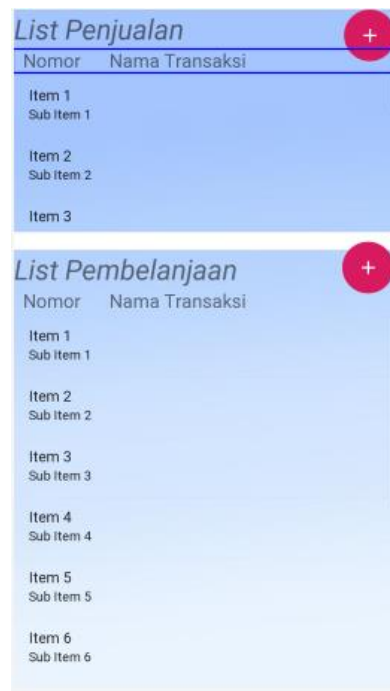 List Penjualan
+
Nomor Nama Transaksi
Item 1
Sub Item 1
Item 2
Sub Item 2
Item 3
List Pembelanjaan
+
Nomor Nama Transaksi
Item 1
Sub Item 1
Item 2
Sub Item 2
Item 3
Sub Item 3
Item 4
Sub Item 4
Item 5
Sub Item 5
Item 6
Sub Item 6